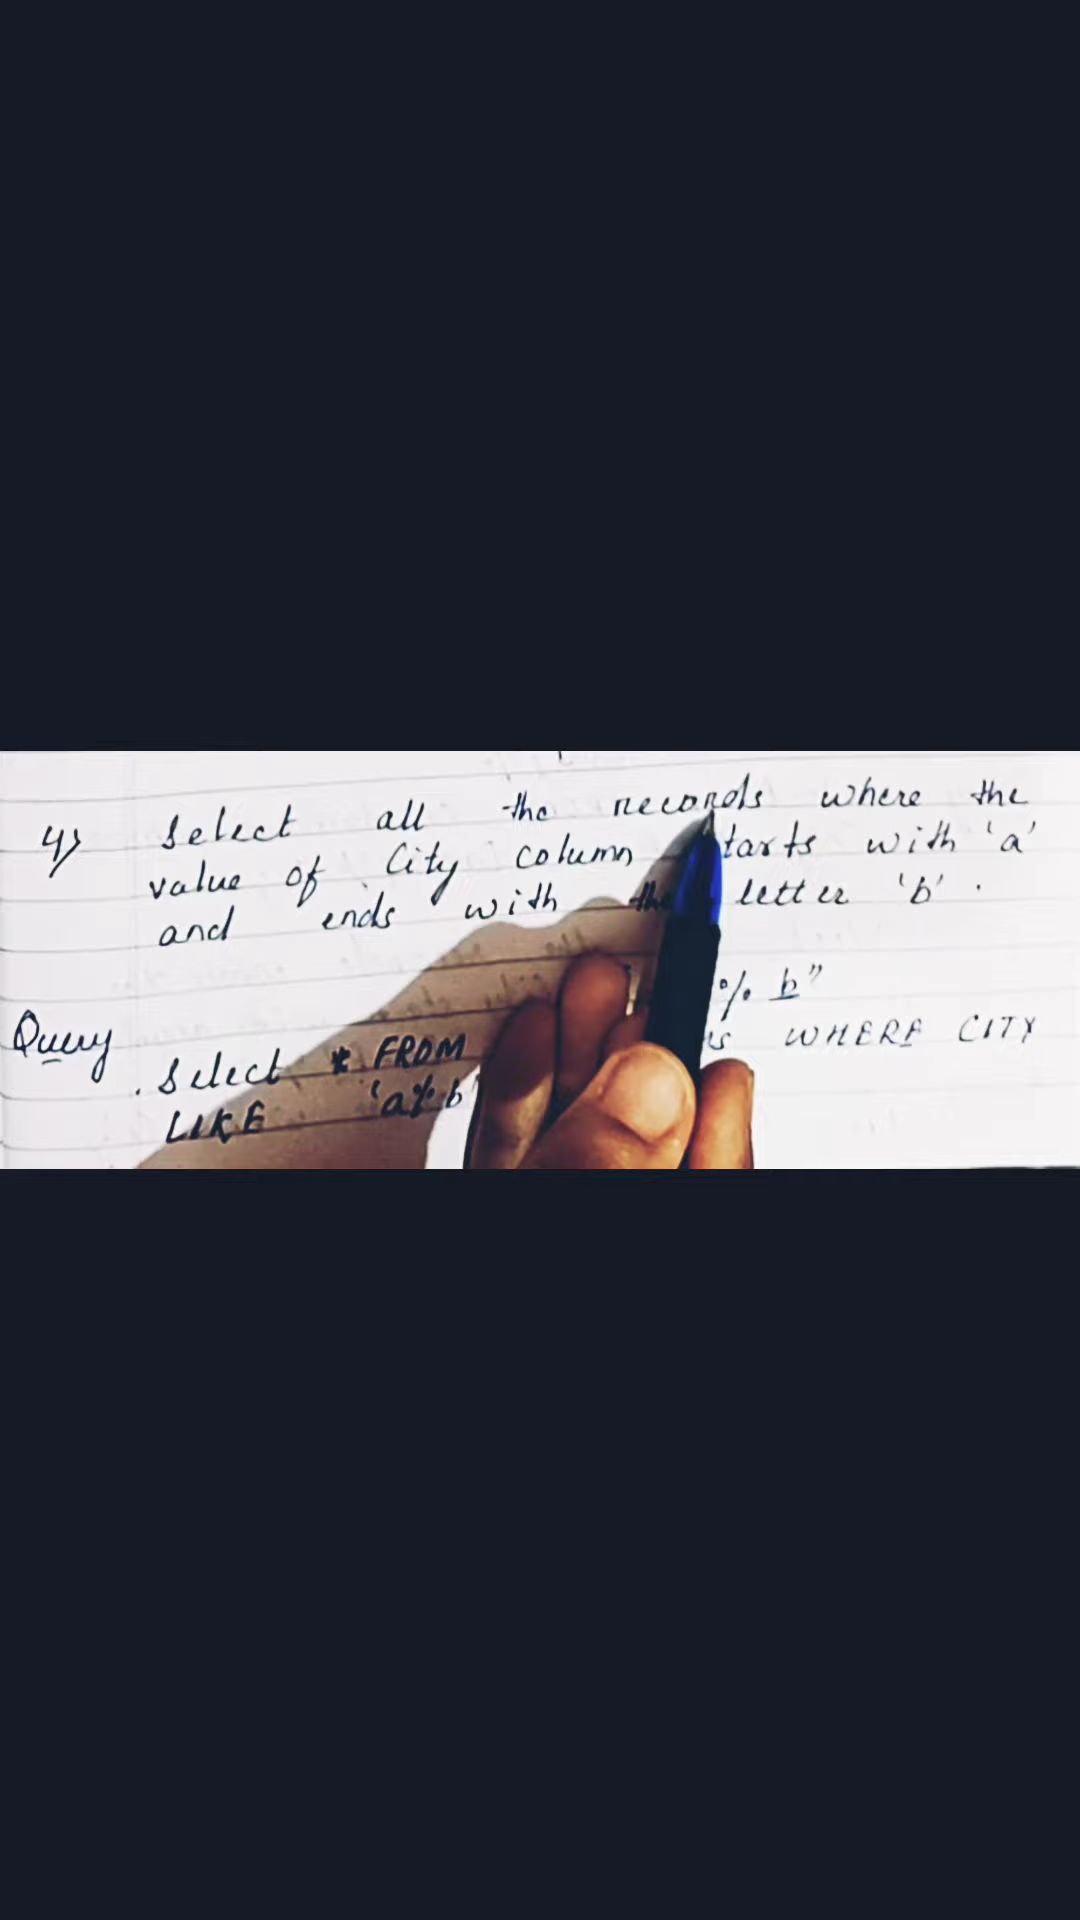 4) Select all the records where the
value of City column tarts with 'a'
and ends with the letter 'b'.
% b"
Query
Select * FROM s WHERE CITY
LIKE 'a%b'